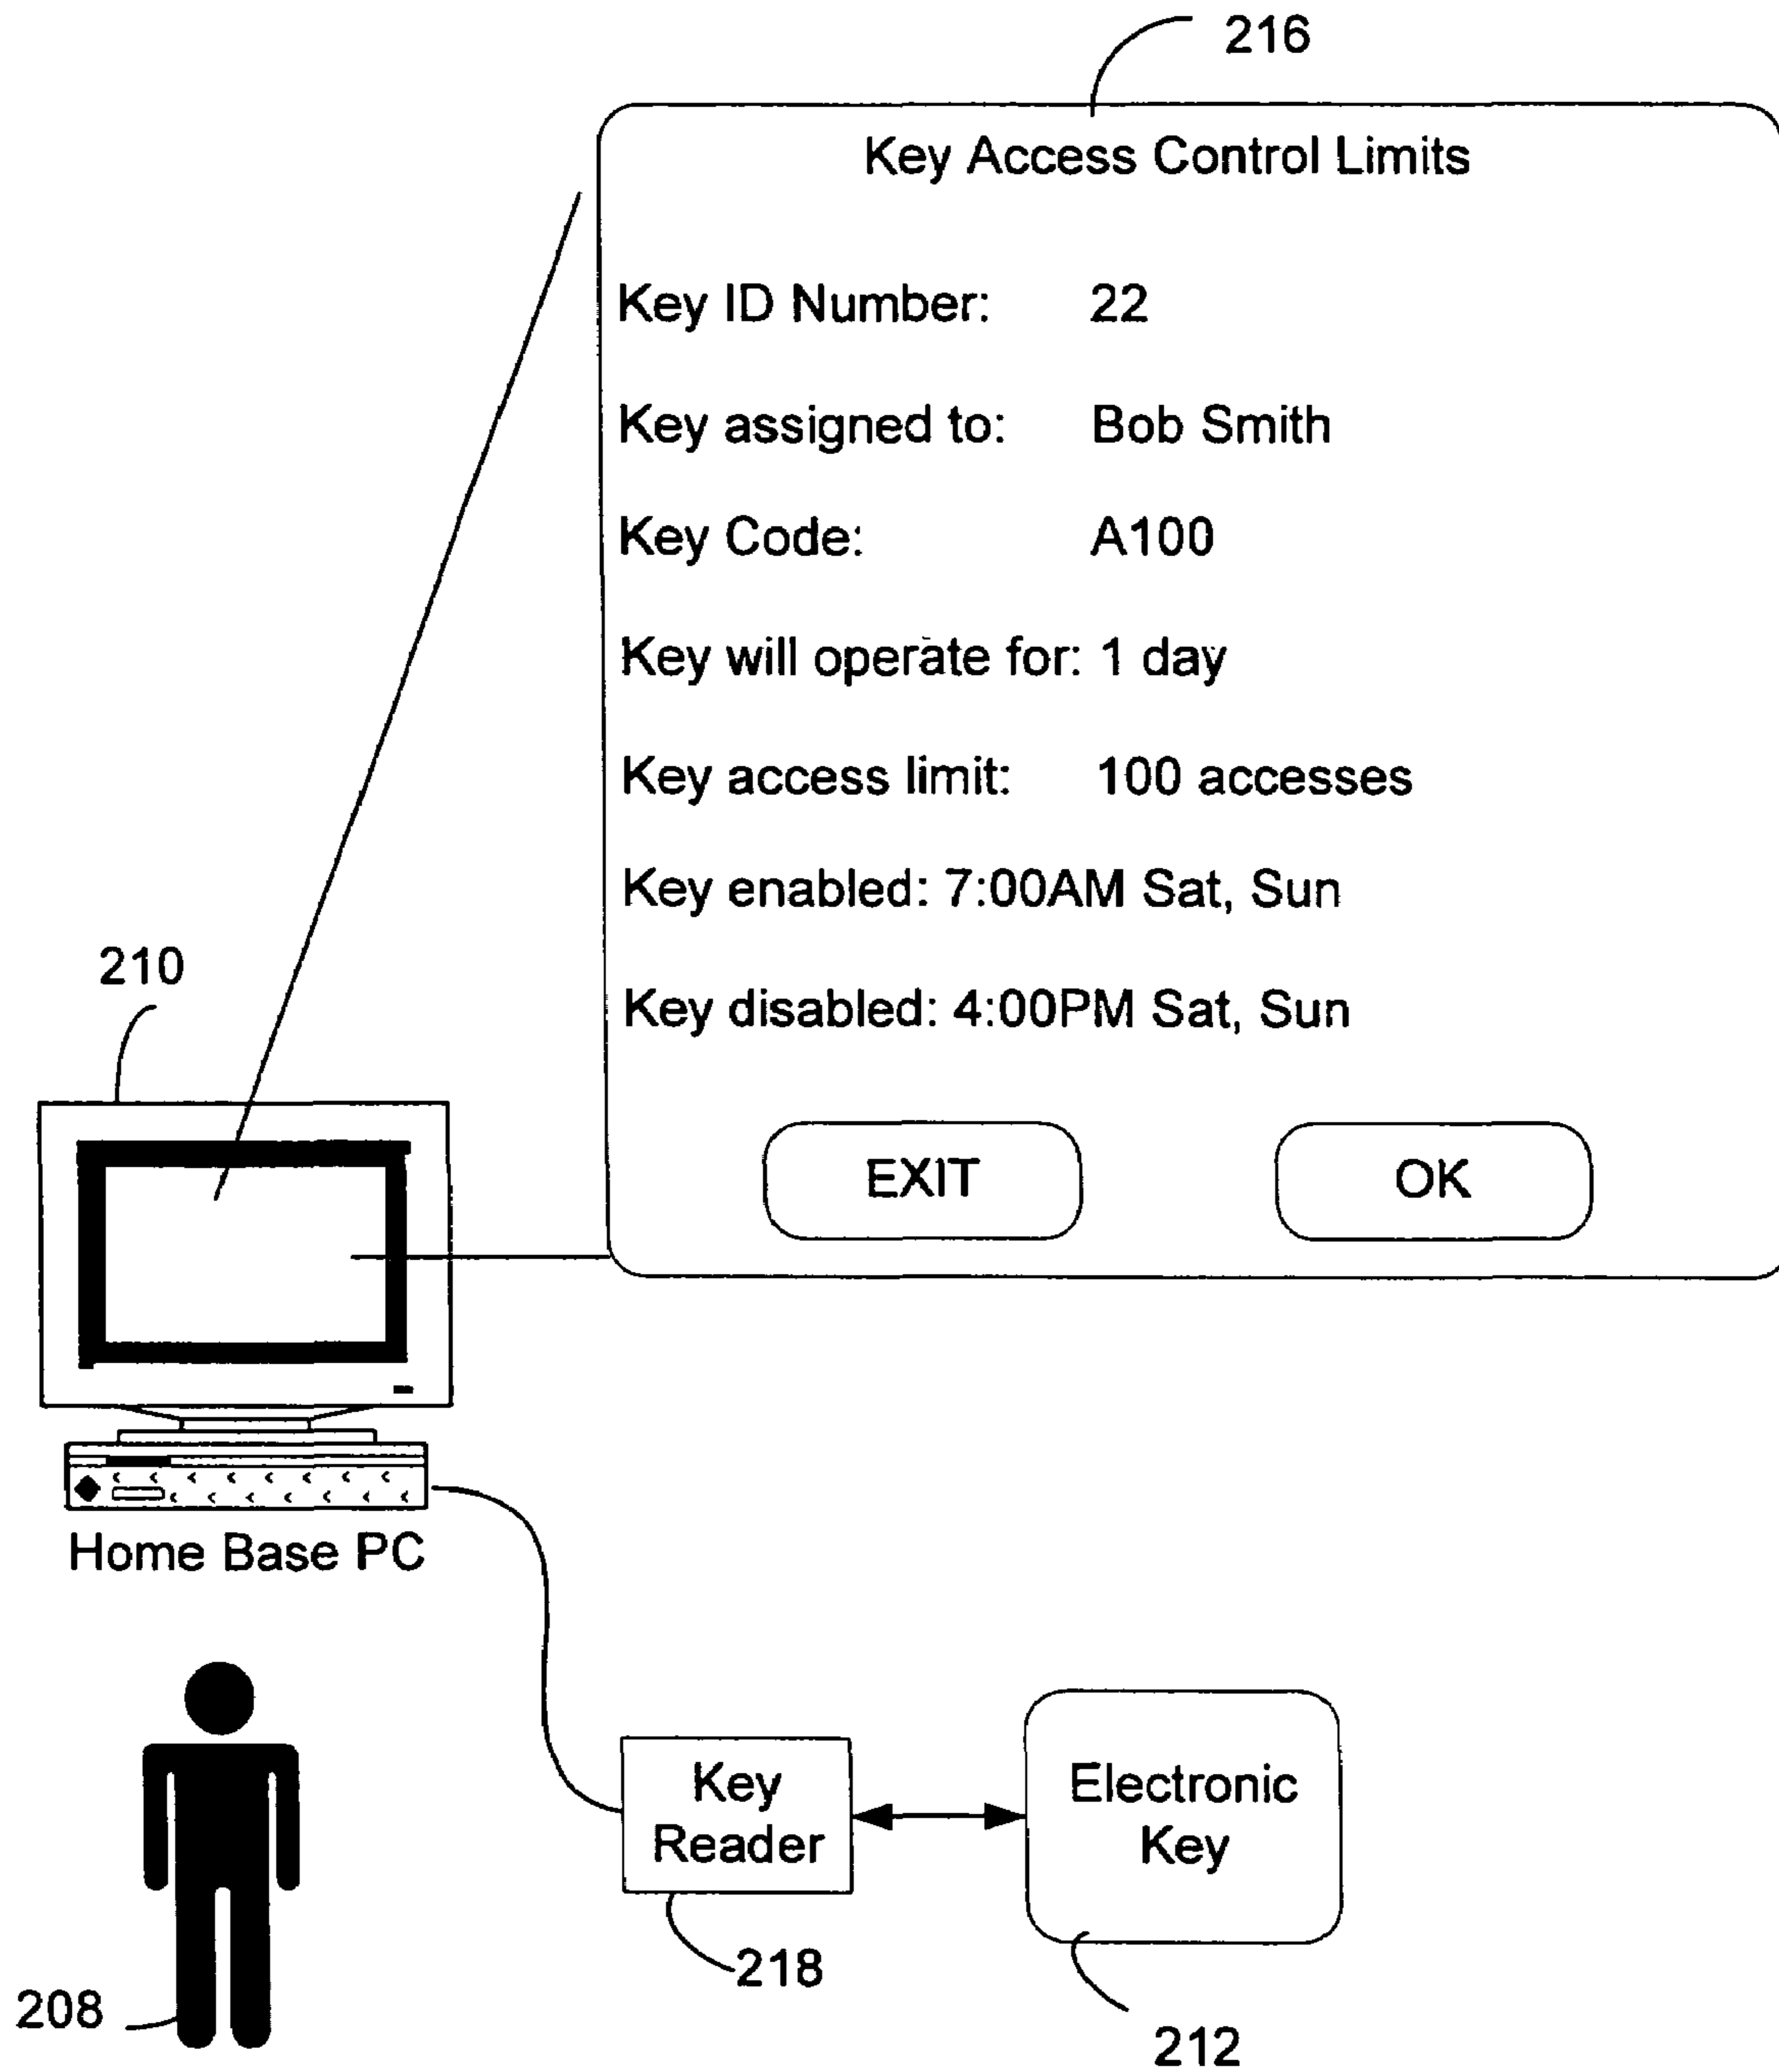 216
Key Access Control Limits
Key ID Number: 22
Key assigned to: Bob Smith
Key Code: A100
Key will operate for: 1 day
Key access limit: 100 accesses
Key enabled: 7:00AM Sat, Sun
Key disabled: 4:00PM Sat, Sun
EXIT OK
210
Home Base PC
Key
Reader
Electronic
Key
218
208
212